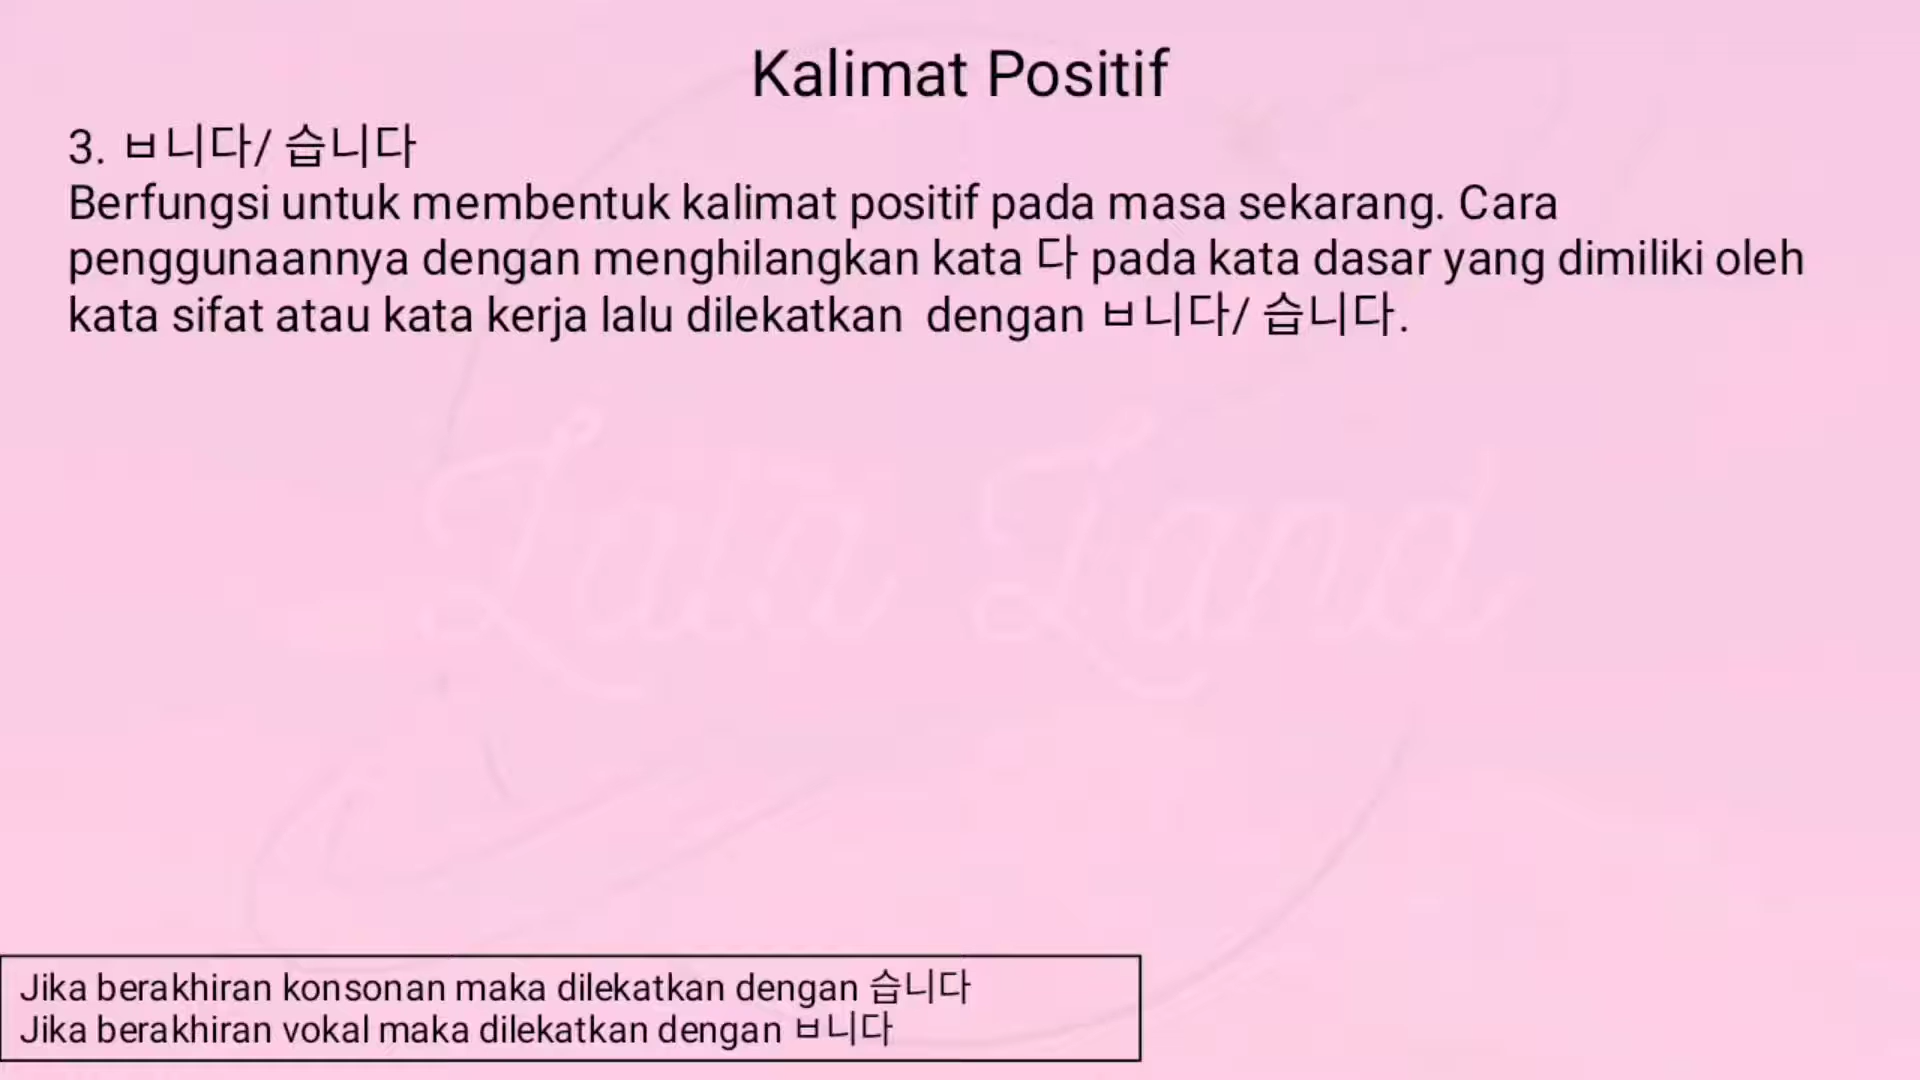 Kalimat Positif
3. ㅂ니다/ 습니다
Berfungsi untuk membentuk kalimat positif pada masa sekarang. Cara
penggunaannya dengan menghilangkan kata 다 pada kata dasar yang dimiliki oleh
kata sifat atau kata kerja lalu dilekatkan dengan ㅂ니다/ 습니다.
Lala Land
Jika berakhiran konsonan maka dilekatkan dengan 습니다
Jika berakhiran vokal maka dilekatkan dengan ㅂ니다